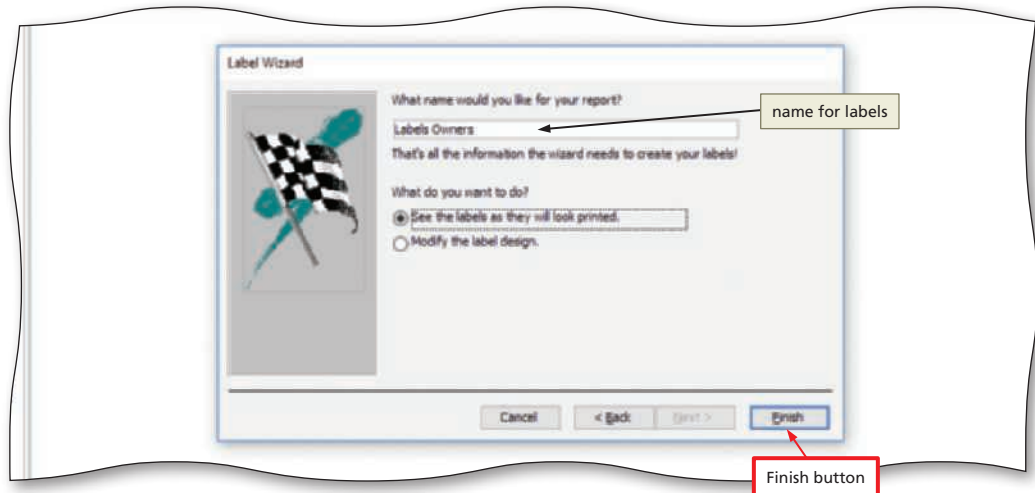 Label Wizard
What name would you like for your report?
name for labels
Labels Owners
That's all the information the wizard needs to create your labels!
What do you want to do?
See the labels as they will look printed.
Modify the label design.
Cancel
< Back
Next >
Finish
Finish button